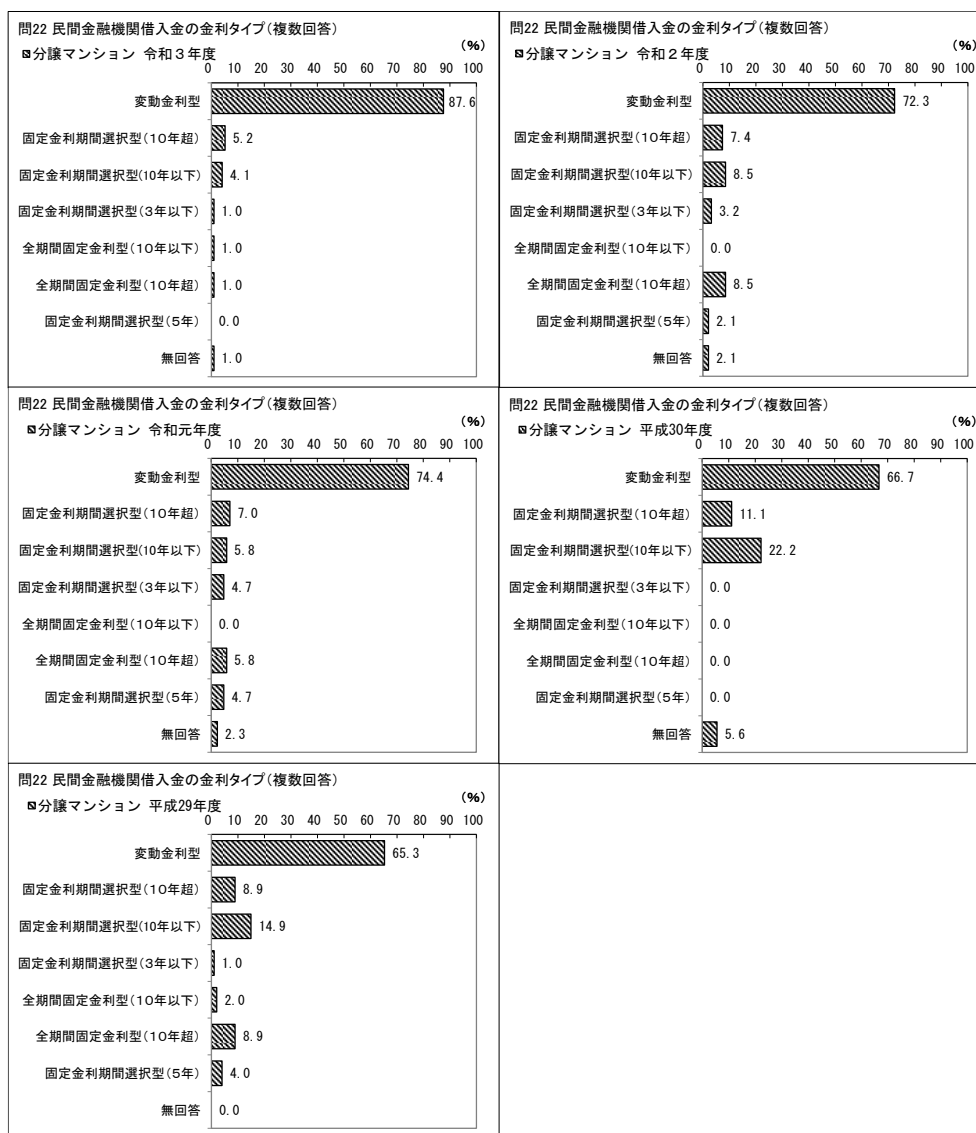 問22 民間金融機関借入金の金利タイプ(複数回答)
分譲マンション 令和3年度
(%)
0 10 20 30 40 50 60 70 80 90 100
変動金利型 87.6
固定金利期間選択型(10年超) 5.2
固定金利期間選択型(10年以下) 4.1
固定金利期間選択型(3年以下) 1.0
全期間固定金利型(10年以下) 1.0
全期間固定金利型(10年超) 1.0
固定金利期間選択型(5年) 0.0
無回答 1.0
問22 民間金融機関借入金の金利タイプ(複数回答)
分譲マンション 令和2年度
(%)
0 10 20 30 40 50 60 70 80 90 100
変動金利型 72.3
固定金利期間選択型(10年超) 7.4
固定金利期間選択型(10年以下) 8.5
固定金利期間選択型(3年以下) 3.2
全期間固定金利型(10年以下) 0.0
全期間固定金利型(10年超) 8.5
固定金利期間選択型(5年) 2.1
無回答 2.1
問22 民間金融機関借入金の金利タイプ(複数回答)
分譲マンション 令和元年度
(%)
0 10 20 30 40 50 60 70 80 90 100
変動金利型 74.4
固定金利期間選択型(10年超) 7.0
固定金利期間選択型(10年以下) 5.8
固定金利期間選択型(3年以下) 4.7
全期間固定金利型(10年以下) 0.0
全期間固定金利型(10年超) 5.8
固定金利期間選択型(5年) 4.7
無回答 2.3
問22 民間金融機関借入金の金利タイプ(複数回答)
分譲マンション 平成30年度
(%)
0 10 20 30 40 50 60 70 80 90 100
変動金利型 66.7
固定金利期間選択型(10年超) 11.1
固定金利期間選択型(10年以下) 22.2
固定金利期間選択型(3年以下) 0.0
全期間固定金利型(10年以下) 0.0
全期間固定金利型(10年超) 0.0
固定金利期間選択型(5年) 0.0
無回答 5.6
問22 民間金融機関借入金の金利タイプ(複数回答)
分譲マンション 平成29年度
(%)
0 10 20 30 40 50 60 70 80 90 100
変動金利型 65.3
固定金利期間選択型(10年超) 8.9
固定金利期間選択型(10年以下) 14.9
固定金利期間選択型(3年以下) 1.0
全期間固定金利型(10年以下) 2.0
全期間固定金利型(10年超) 8.9
固定金利期間選択型(5年) 4.0
無回答 0.0